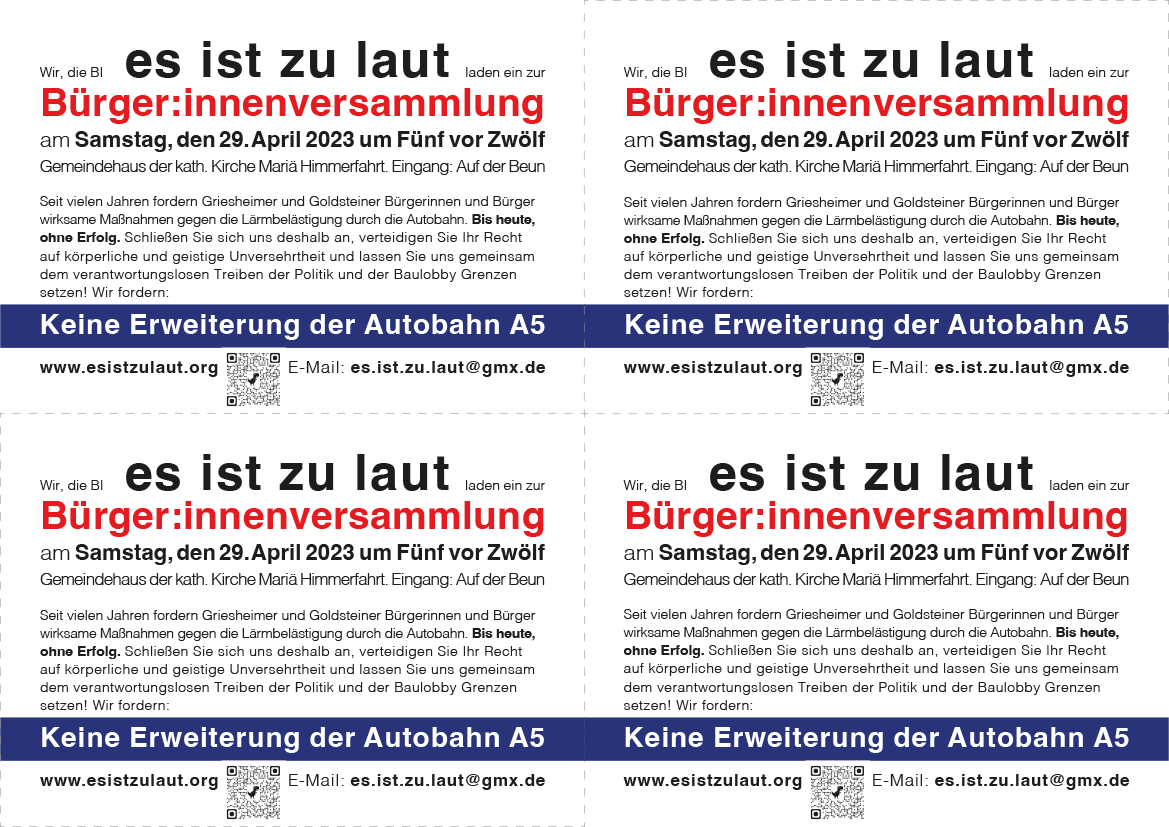 Wir, die BI es ist zu laut laden ein zur
Bürger:innenversammlung
am Samstag, den 29. April 2023 um Fünf vor Zwölf
Gemeindehaus der kath. Kirche Mariä Himmerfahrt. Eingang: Auf der Beun
Seit vielen Jahren fordern Griesheimer und Goldsteiner Bürgerinnen und Bürger
wirksame Maßnahmen gegen die Lärmbelästigung durch die Autobahn. Bis heute,
ohne Erfolg. Schließen Sie sich uns deshalb an, verteidigen Sie Ihr Recht
auf körperliche und geistige Unversehrtheit und lassen Sie uns gemeinsam
dem verantwortungslosen Treiben der Politik und der Baulobby Grenzen
setzen! Wir fordern:
Keine Erweiterung der Autobahn A5
www.esistzulaut.org E-Mail: es.ist.zu.laut@gmx.de
Wir, die BI es ist zu laut laden ein zur
Bürger:innenversammlung
am Samstag, den 29. April 2023 um Fünf vor Zwölf
Gemeindehaus der kath. Kirche Mariä Himmerfahrt. Eingang: Auf der Beun
Seit vielen Jahren fordern Griesheimer und Goldsteiner Bürgerinnen und Bürger
wirksame Maßnahmen gegen die Lärmbelästigung durch die Autobahn. Bis heute,
ohne Erfolg. Schließen Sie sich uns deshalb an, verteidigen Sie Ihr Recht
auf körperliche und geistige Unversehrtheit und lassen Sie uns gemeinsam
dem verantwortungslosen Treiben der Politik und der Baulobby Grenzen
setzen! Wir fordern:
Keine Erweiterung der Autobahn A5
www.esistzulaut.org E-Mail: es.ist.zu.laut@gmx.de
Wir, die BI es ist zu laut laden ein zur
Bürger:innenversammlung
am Samstag, den 29. April 2023 um Fünf vor Zwölf
Gemeindehaus der kath. Kirche Mariä Himmerfahrt. Eingang: Auf der Beun
Seit vielen Jahren fordern Griesheimer und Goldsteiner Bürgerinnen und Bürger
wirksame Maßnahmen gegen die Lärmbelästigung durch die Autobahn. Bis heute,
ohne Erfolg. Schließen Sie sich uns deshalb an, verteidigen Sie Ihr Recht
auf körperliche und geistige Unversehrtheit und lassen Sie uns gemeinsam
dem verantwortungslosen Treiben der Politik und der Baulobby Grenzen
setzen! Wir fordern:
Keine Erweiterung der Autobahn A5
www.esistzulaut.org E-Mail: es.ist.zu.laut@gmx.de
Wir, die BI es ist zu laut laden ein zur
Bürger:innenversammlung
am Samstag, den 29. April 2023 um Fünf vor Zwölf
Gemeindehaus der kath. Kirche Mariä Himmerfahrt. Eingang: Auf der Beun
Seit vielen Jahren fordern Griesheimer und Goldsteiner Bürgerinnen und Bürger
wirksame Maßnahmen gegen die Lärmbelästigung durch die Autobahn. Bis heute,
ohne Erfolg. Schließen Sie sich uns deshalb an, verteidigen Sie Ihr Recht
auf körperliche und geistige Unversehrtheit und lassen Sie uns gemeinsam
dem verantwortungslosen Treiben der Politik und der Baulobby Grenzen
setzen! Wir fordern:
Keine Erweiterung der Autobahn A5
www.esistzulaut.org E-Mail: es.ist.zu.laut@gmx.de